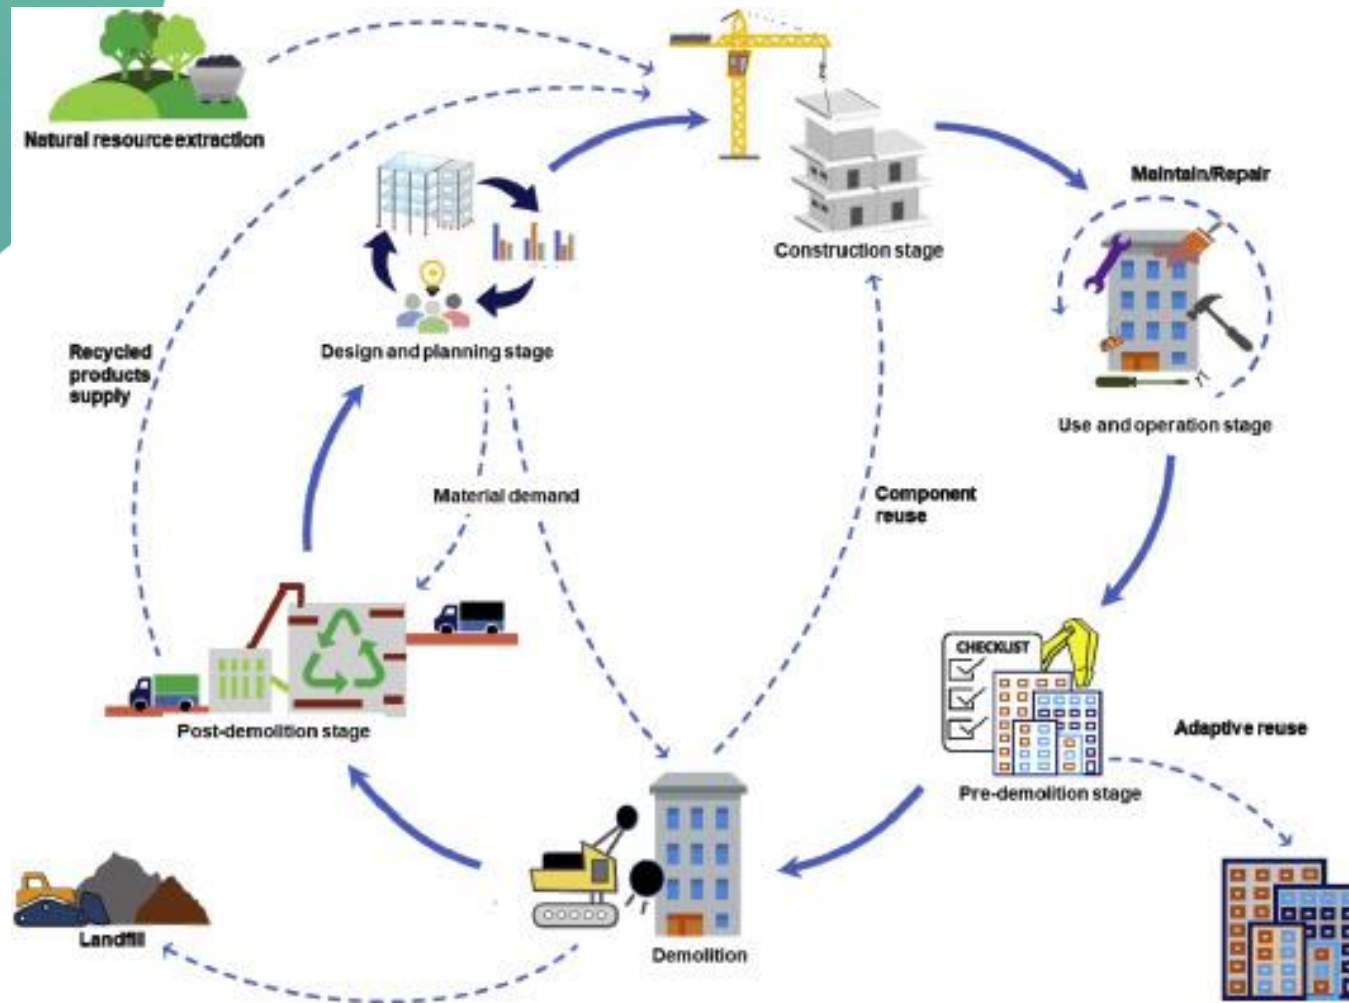 Natural resource extraction
Maintain/Repair
Construction stage
Design and planning stage
Recycled
products
supply
Use and operation stage
Material demand
Component
reuse
CHECKLIST
Post-demolition stage
Adaptive reuse
Pre-demolition stage
Landfill
Demolition